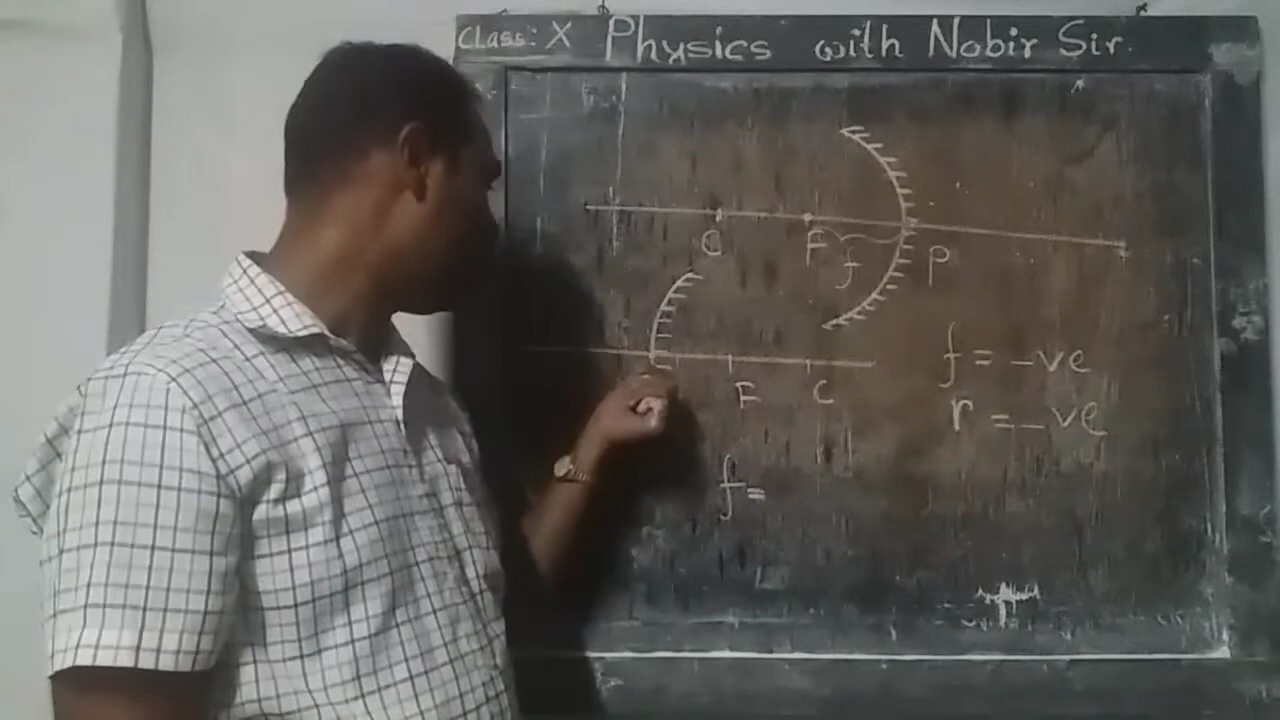 Class: X Physics with Nobir Sir.
C F f P
F C
f = -ve
r = -ve
f =